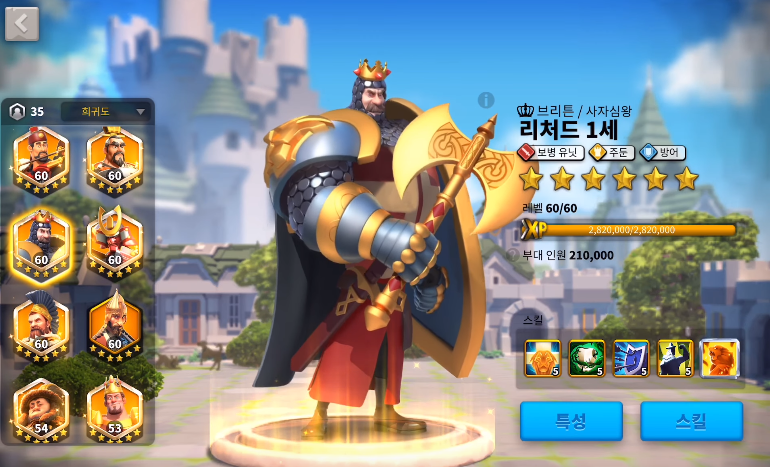 35 희귀도
60 60
60 60
60 60
54 53
브리튼 / 사자심왕
리처드 1세
보병 유닛 주둔 방어
레벨 60/60
XP 2,820,000/2,820,000
부대 인원 210,000
스킬
5 5 5 5
특성 스킬